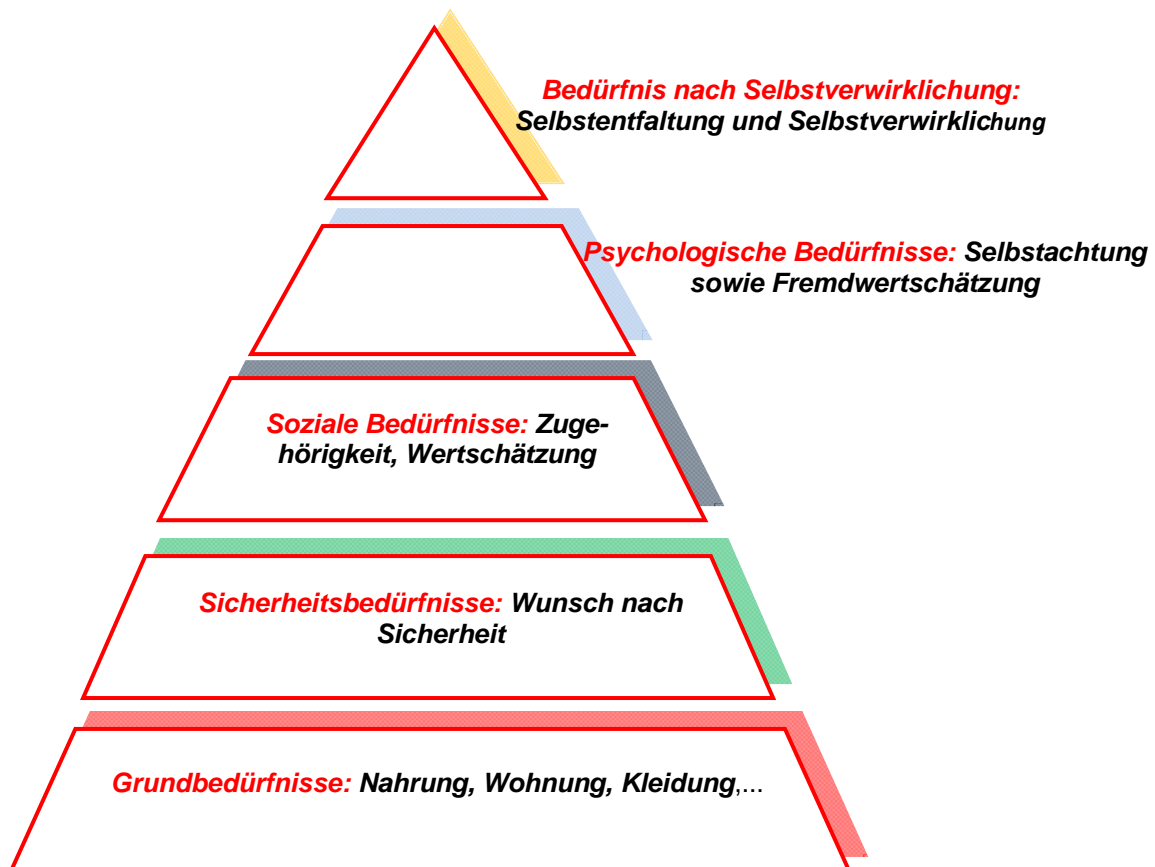 Bedürfnis nach Selbstverwirklichung:
Selbstentfaltung und Selbstverwirklichung
Psychologische Bedürfnisse: Selbstachtung
sowie Fremdwertschätzung
Soziale Bedürfnisse: Zuge-
hörigkeit, Wertschätzung
Sicherheitsbedürfnisse: Wunsch nach
Sicherheit
Grundbedürfnisse: Nahrung, Wohnung, Kleidung,...